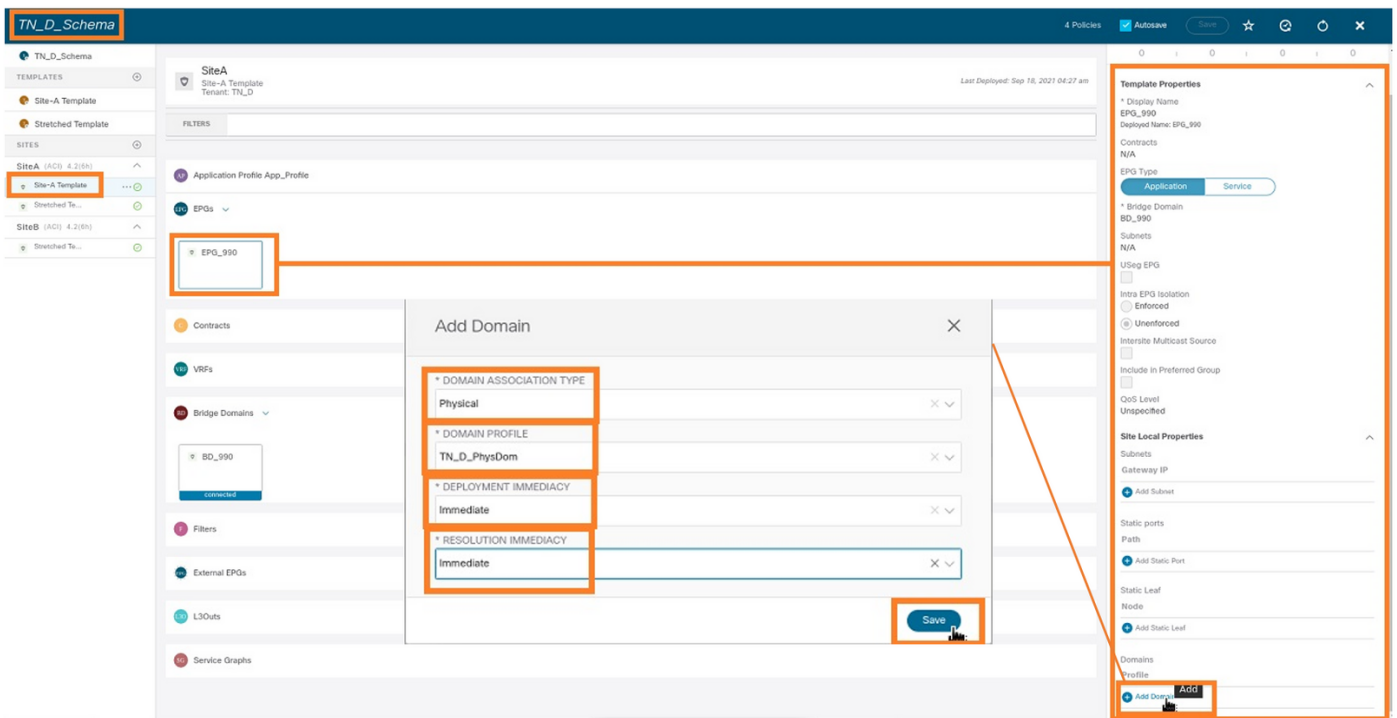 TN_D_Schema
4 Policies
Autosave
Save
TN_D_Schema
TEMPLATES
Site-A Template
Stretched Template
SITES
SiteA (ACI) 4.2(6h)
Site-A Template
Stretched Te...
SiteB (ACI) 4.2(6h)
Stretched Te...
SiteA
Site-A Template
Tenant: TN_D
Last Deployed: Sep 18, 2021 04:27 am
FILTERS
AP Application Profile App_Profile
EPG EPGs
EPG_990
Contracts
VRF VRFs
BD Bridge Domains
BD_990
connected
Filters
External EPGs
L3Outs
SG Service Graphs
Add Domain
* DOMAIN ASSOCIATION TYPE
Physical
* DOMAIN PROFILE
TN_D_PhysDom
* DEPLOYMENT IMMEDIACY
Immediate
* RESOLUTION IMMEDIACY
Immediate
Save
0 0 0
Template Properties
* Display Name
EPG_990
Deployed Name: EPG_990
Contracts
N/A
EPG Type
Application Service
* Bridge Domain
BD_990
Subnets
N/A
USeg EPG
Intra EPG Isolation
Enforced
Unenforced
Intersite Multicast Source
Include in Preferred Group
QoS Level
Unspecified
Site Local Properties
Subnets
Gateway IP
Add Subnet
Static ports
Path
Add Static Port
Static Leaf
Node
Add Static Leaf
Domains
Profile
Add Domain
Add